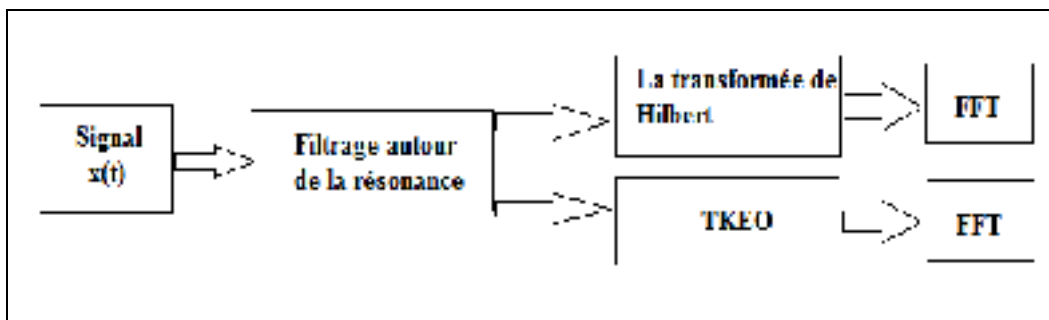 Signal
x(t)
Filtrage autour
de la résonance
La transformée de
Hilbert
FFT
TKEO
FFT